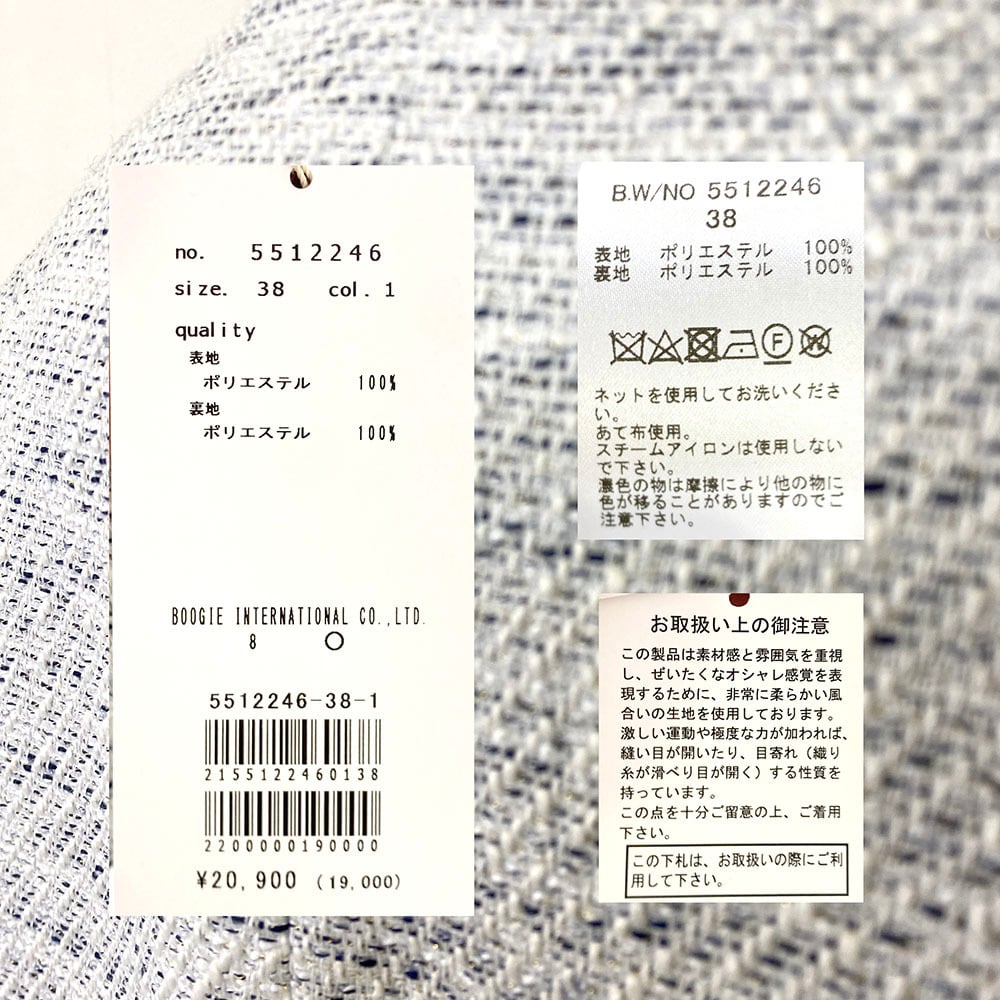 no. 5512246
size. 38 col. 1
quality
表地
ポリエステル 100%
裏地
ポリエステル 100%
BOOGIE INTERNATIONAL CO.,LTD.
8 ○
5512246-38-1
2155122460138
2200000190000
¥20,900 (19,000)
B.W/NO 5512246
38
表地 ポリエステル 100%
裏地 ポリエステル 100%
F
W
ネットを使用してお洗いくださ
い。
あて布使用。
スチームアイロンは使用しない
で下さい。
濃色の物は摩擦により他の物に
色が移ることがありますのでご
注意下さい。
お取扱い上の御注意
この製品は素材感と雰囲気を重視
し、ぜいたくなオシャレ感覚を表
現するために、非常に柔らかい風
合いの生地を使用しております。
激しい運動や極度な力が加われば、
縫い目が開いたり、目寄れ（織り
糸が滑べり目が開く）する性質を
持っています。
この点を十分ご留意の上、ご着用
下さい。
この下札は、お取扱いの際にご利
用して下さい。